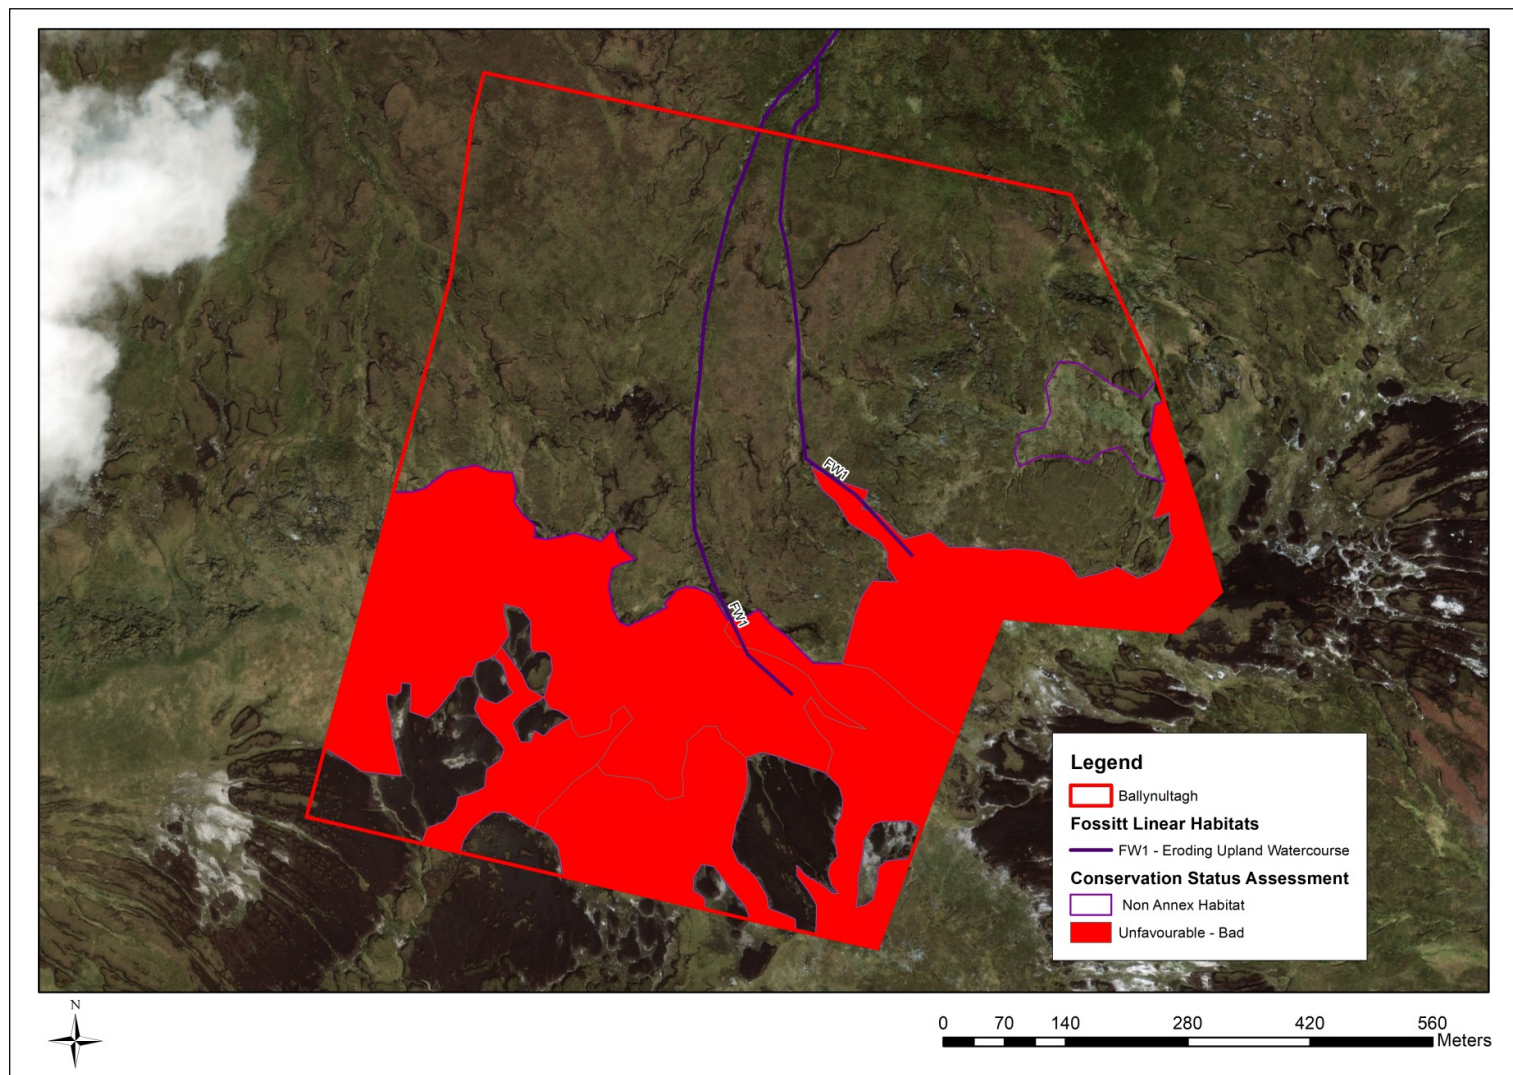 FW1
FW1
Legend
Ballynultagh
Fossitt Linear Habitats
FW1 - Eroding Upland Watercourse
Conservation Status Assessment
Non Annex Habitat
Unfavourable - Bad
N
0 70 140 280 420 560
Meters